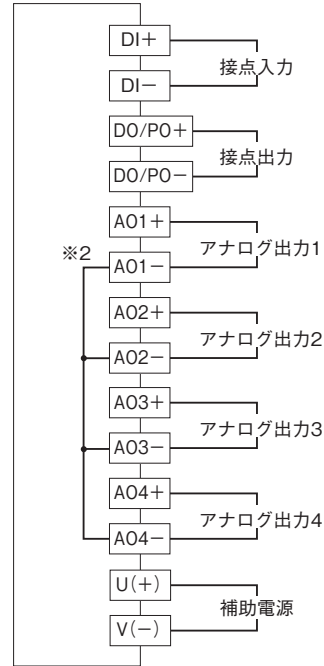 DI+
接点入力
DI−
DO/PO+
接点出力
DO/PO−
AO1+
アナログ出力1
※2
AO1−
AO2+
アナログ出力2
AO2−
AO3+
アナログ出力3
AO3−
AO4+
アナログ出力4
AO4−
U(+)
補助電源
V(−)